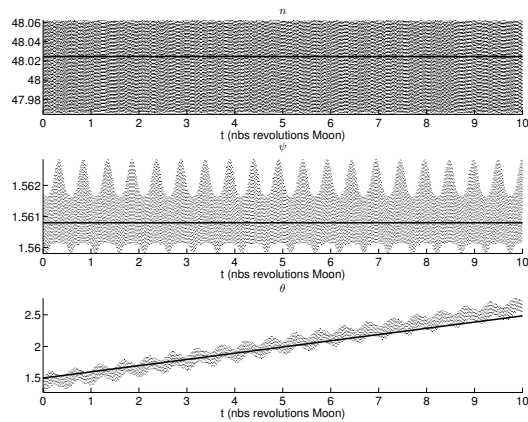 n
48.06
48.04
48.02
48
47.98
0 1 2 3 4 5 6 7 8 9 10
t (nbs revolutions Moon)
ψ
1.562
1.561
1.56
0 1 2 3 4 5 6 7 8 9 10
t (nbs revolutions Moon)
θ
2.5
2
1.5
0 1 2 3 4 5 6 7 8 9 10
t (nbs revolutions Moon)